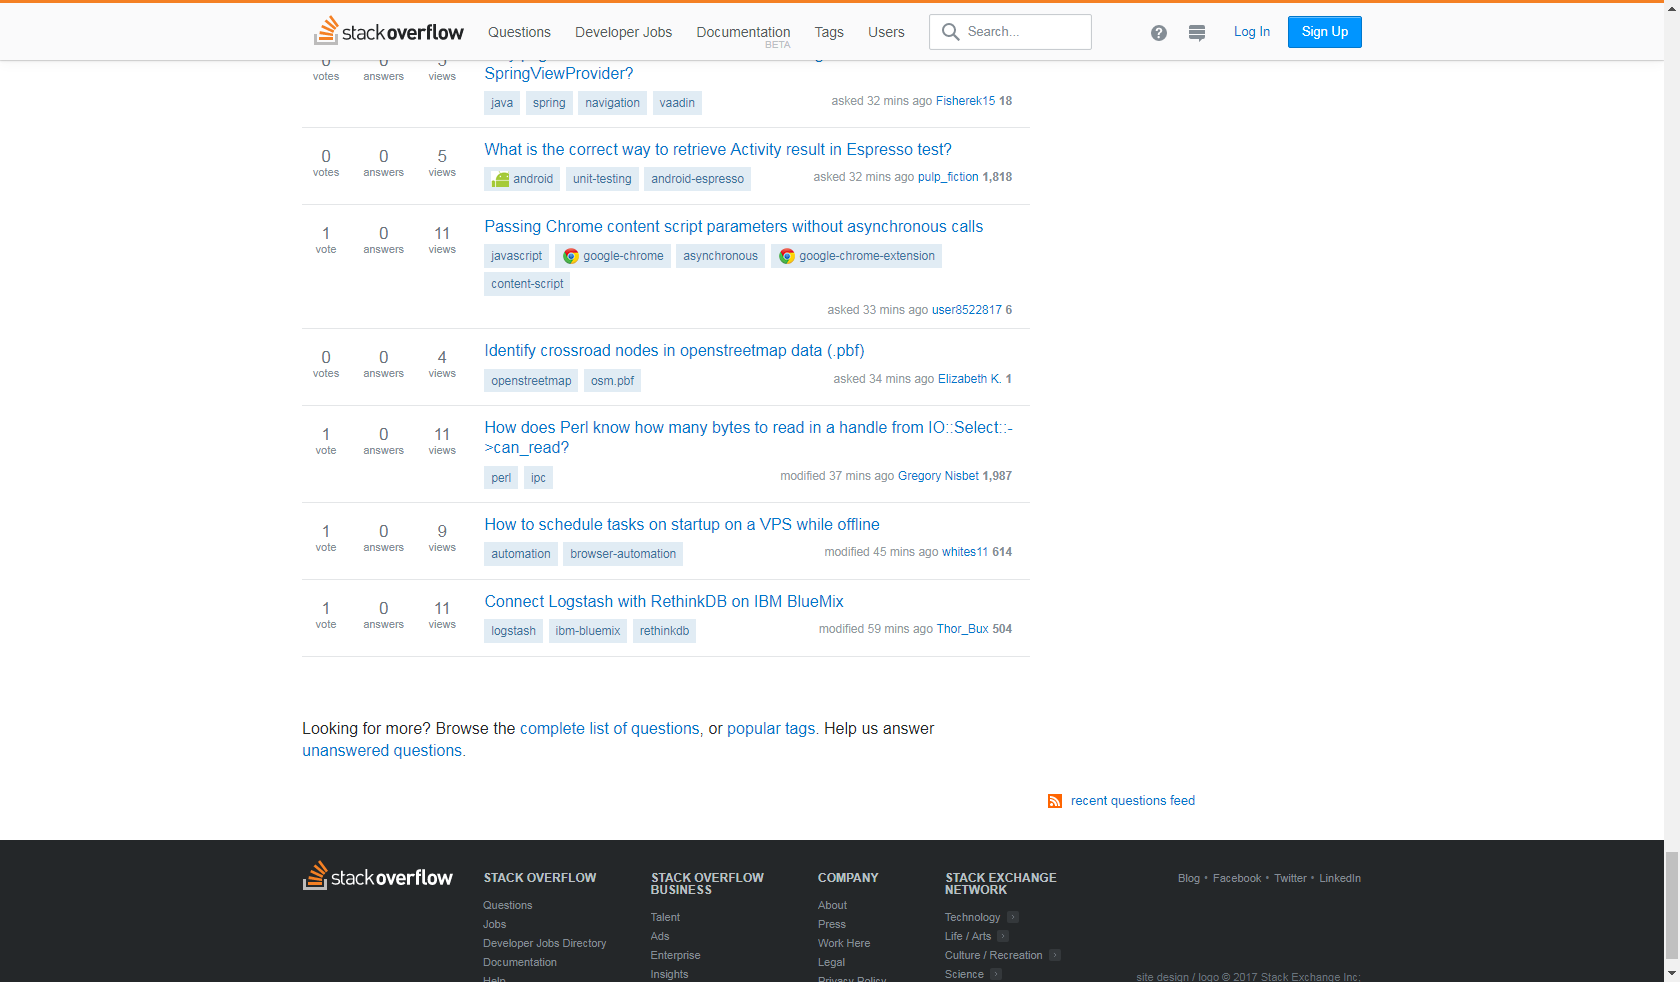 stackoverflow Questions Developer Jobs Documentation Tags Users Search... Log In Sign Up
BETA
votes answers views
SpringViewProvider?
java spring navigation vaadin asked 32 mins ago Fisherek15 18
0 0 5 What is the correct way to retrieve Activity result in Espresso test?
votes answers views
android unit-testing android-espresso asked 32 mins ago pulp_fiction 1,818
1 0 11 Passing Chrome content script parameters without asynchronous calls
vote answers views
javascript google-chrome asynchronous google-chrome-extension
content-script
asked 33 mins ago user8522817 6
0 0 4 Identify crossroad nodes in openstreetmap data (.pbf)
votes answers views
openstreetmap osm.pbf asked 34 mins ago Elizabeth K. 1
1 0 11 How does Perl know how many bytes to read in a handle from IO::Select::-
vote answers views >can_read?
perl ipc modified 37 mins ago Gregory Nisbet 1,987
1 0 9 How to schedule tasks on startup on a VPS while offline
vote answers views
automation browser-automation modified 45 mins ago whites11 614
1 0 11 Connect Logstash with RethinkDB on IBM BlueMix
vote answers views
logstash ibm-bluemix rethinkdb modified 59 mins ago Thor_Bux 504
Looking for more? Browse the complete list of questions, or popular tags. Help us answer
unanswered questions.
recent questions feed
stackoverflow
STACK OVERFLOW
Questions
Jobs
Developer Jobs Directory
Documentation
Help
STACK OVERFLOW
BUSINESS
Talent
Ads
Enterprise
Insights
COMPANY
About
Press
Work Here
Legal
Privacy Policy
STACK EXCHANGE
NETWORK
Technology
Life / Arts
Culture / Recreation
Science
Blog • Facebook • Twitter • LinkedIn
site design / logo © 2017 Stack Exchange Inc;